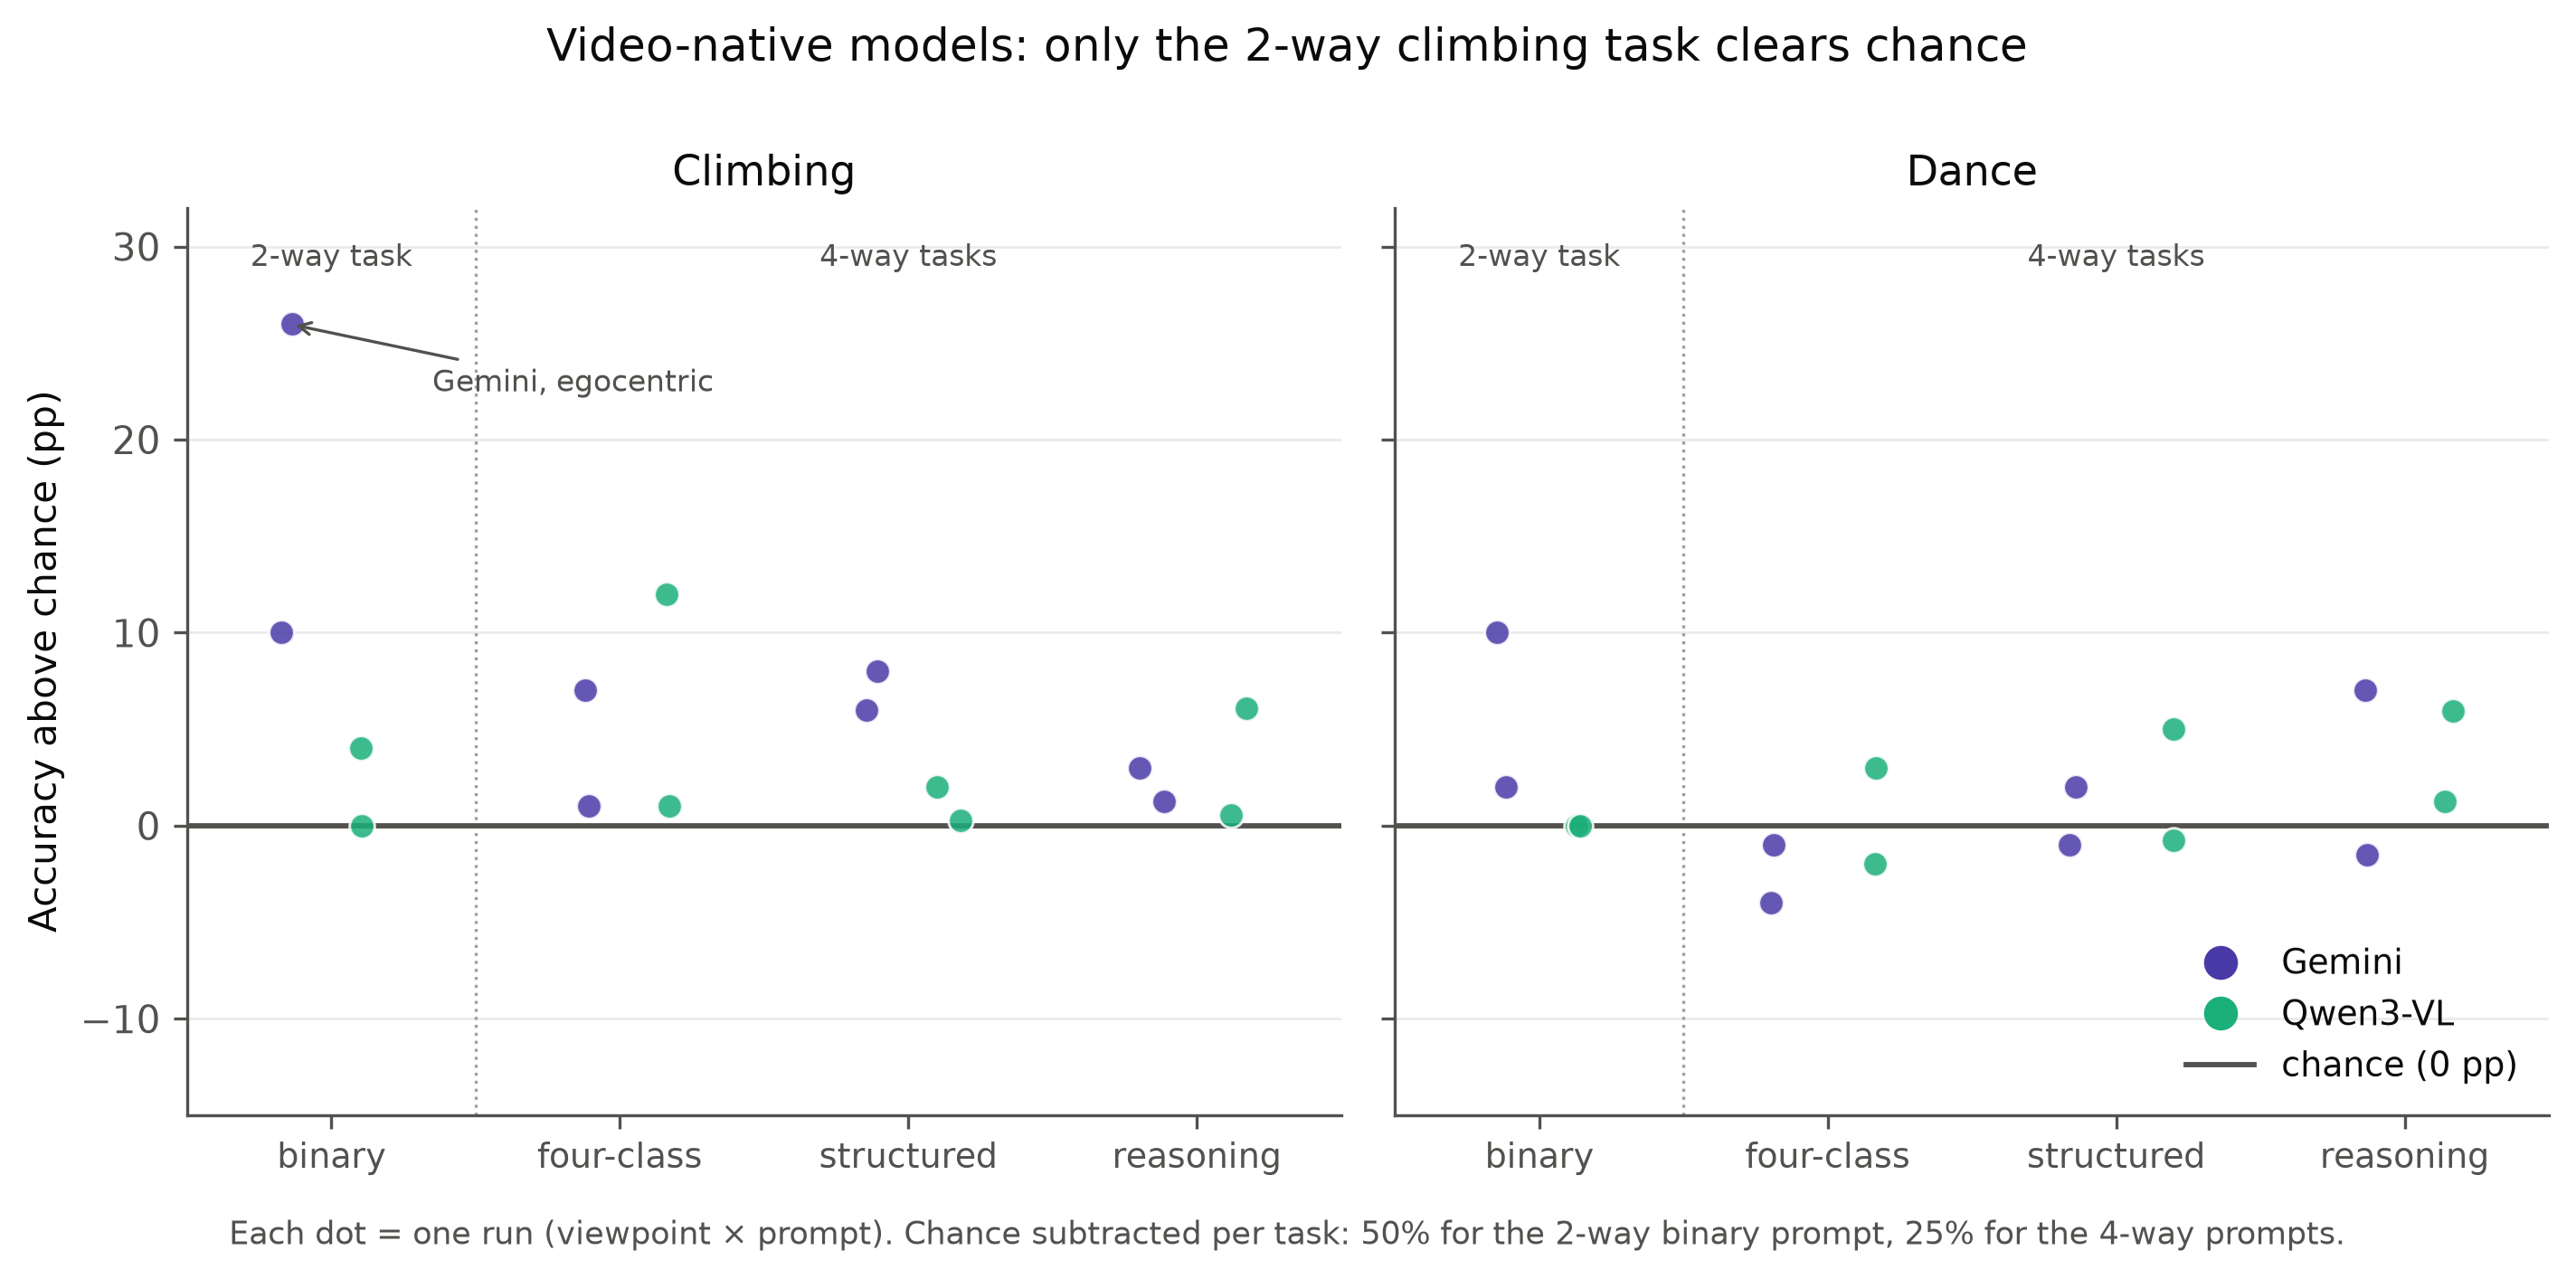 Video-native models: only the 2-way climbing task clears chance
Climbing
Dance
Accuracy above chance (pp)
30
20
10
0
−10
2-way task
4-way tasks
Gemini, egocentric
2-way task
4-way tasks
Gemini
Qwen3-VL
chance (0 pp)
binary
four-class
structured
reasoning
binary
four-class
structured
reasoning
Each dot = one run (viewpoint × prompt). Chance subtracted per task: 50% for the 2-way binary prompt, 25% for the 4-way prompts.